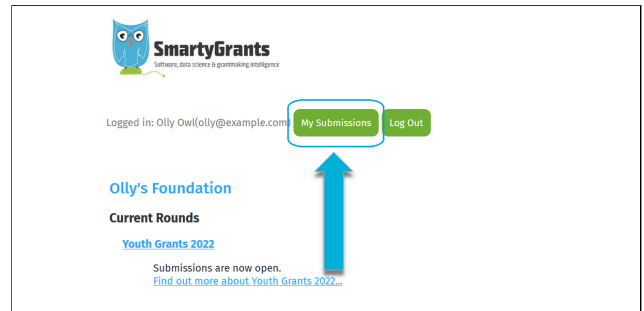 SmartyGrants
Software, data science & grantmaking intelligence
Logged in: Olly Owl(olly@example.com) My Submissions Log Out
Olly's Foundation
Current Rounds
Youth Grants 2022
Submissions are now open.
Find out more about Youth Grants 2022...